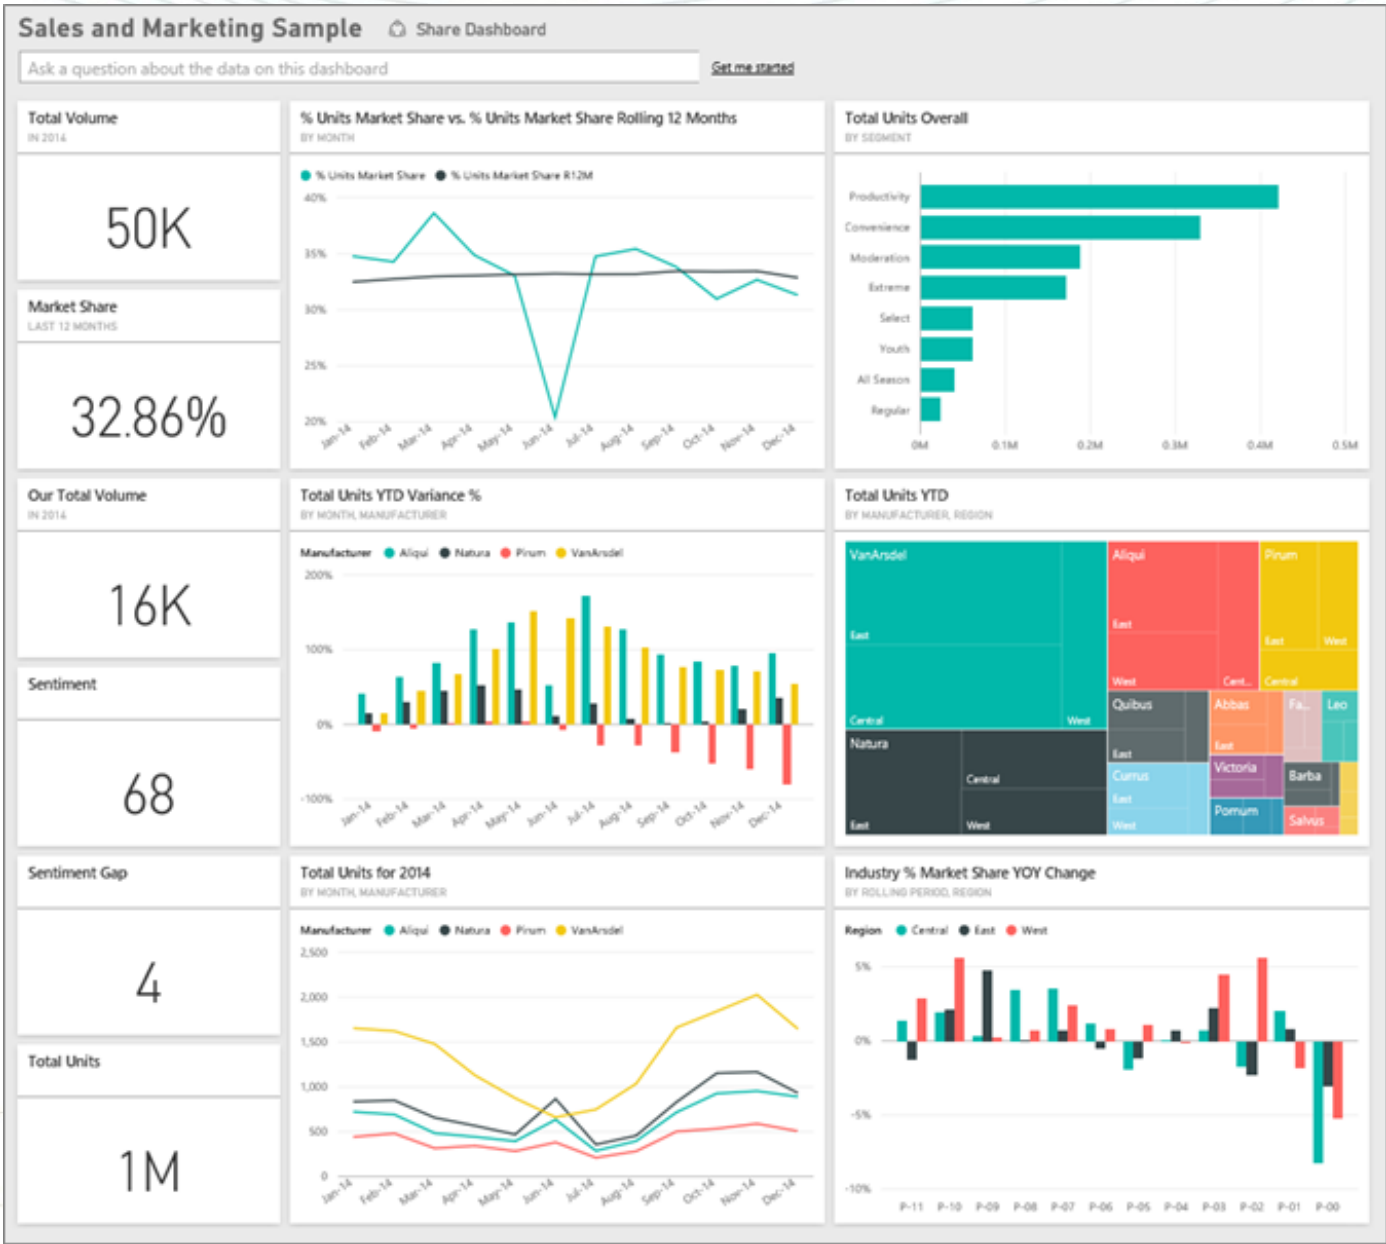 Sales and Marketing Sample
Share Dashboard
Ask a question about the data on this dashboard
Get me started
Total Volume
IN 2014
50K
Market Share
LAST 12 MONTHS
32.86%
Our Total Volume
IN 2014
16K
Sentiment
68
Sentiment Gap
4
Total Units
1M
% Units Market Share vs. % Units Market Share Rolling 12 Months
BY MONTH
% Units Market Share % Units Market Share R12M
40%
35%
30%
25%
20%
Jan-14 Feb-14 Mar-14 Apr-14 May-14 Jun-14 Jul-14 Aug-14 Sep-14 Oct-14 Nov-14 Dec-14
Total Units Overall
BY SEGMENT
Productivity
Convenience
Moderation
Extreme
Select
Youth
All Season
Regular
0M 0.1M 0.2M 0.3M 0.4M 0.5M
Total Units YTD Variance %
BY MONTH, MANUFACTURER
Manufacturer Aliqui Natura Pirum VanArsdel
200%
100%
0%
-100%
Jan-14 Feb-14 Mar-14 Apr-14 May-14 Jun-14 Jul-14 Aug-14 Sep-14 Oct-14 Nov-14 Dec-14
Total Units YTD
BY MANUFACTURER, REGION
VanArsdel
East
Central
West
Natura
East
Central
West
Aliqui
East
West
Cent...
Pirum
East
West
Central
Quibus
East
Currus
East
West
Abbas
East
Fa...
Leo
Victoria
Barba
Pomum
Salvus
Total Units for 2014
BY MONTH, MANUFACTURER
Manufacturer Aliqui Natura Pirum VanArsdel
2,500
2,000
1,500
1,000
500
0
Jan-14 Feb-14 Mar-14 Apr-14 May-14 Jun-14 Jul-14 Aug-14 Sep-14 Oct-14 Nov-14 Dec-14
Industry % Market Share YOY Change
BY ROLLING PERIOD, REGION
Region Central East West
5%
0%
-5%
-10%
P-11 P-10 P-09 P-08 P-07 P-06 P-05 P-04 P-03 P-02 P-01 P-00